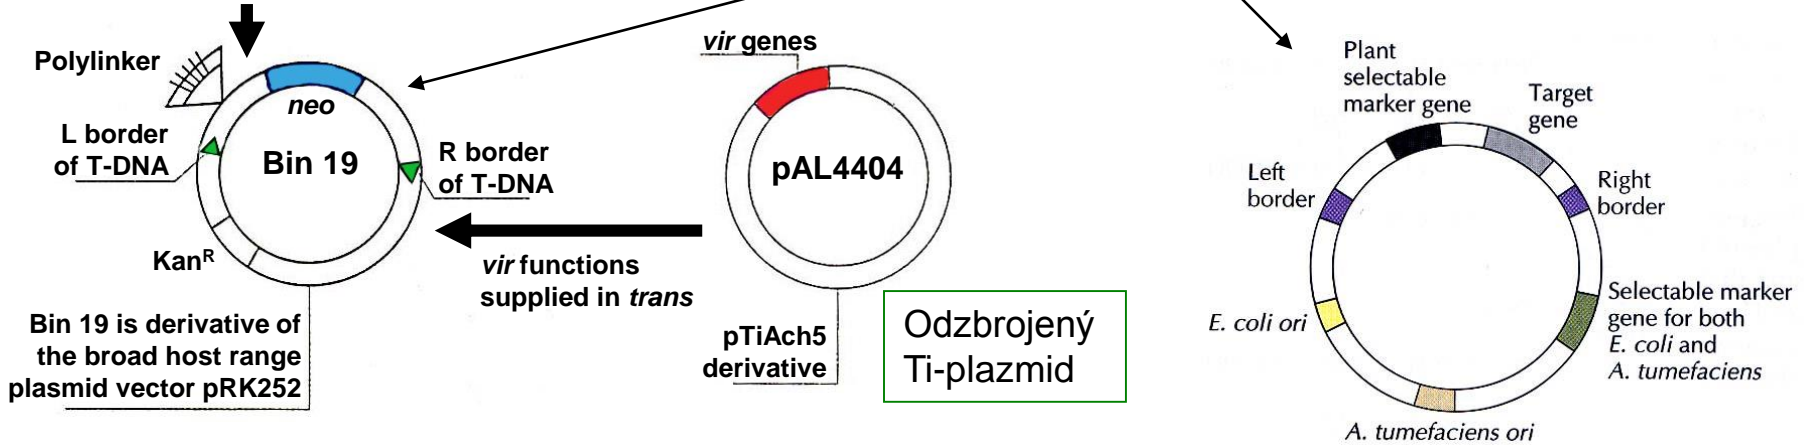 Polylinker
neo
L border
of T-DNA
Bin 19
R border
of T-DNA
Kanᴿ
Bin 19 is derivative of
the broad host range
plasmid vector pRK252
vir functions
supplied in trans
vir genes
pAL4404
pTiAch5
derivative
Odzbrojený
Ti-plazmid
Plant
selectable
marker gene
Target
gene
Left
border
Right
border
E. coli ori
Selectable marker
gene for both
E. coli and
A. tumefaciens
A. tumefaciens ori